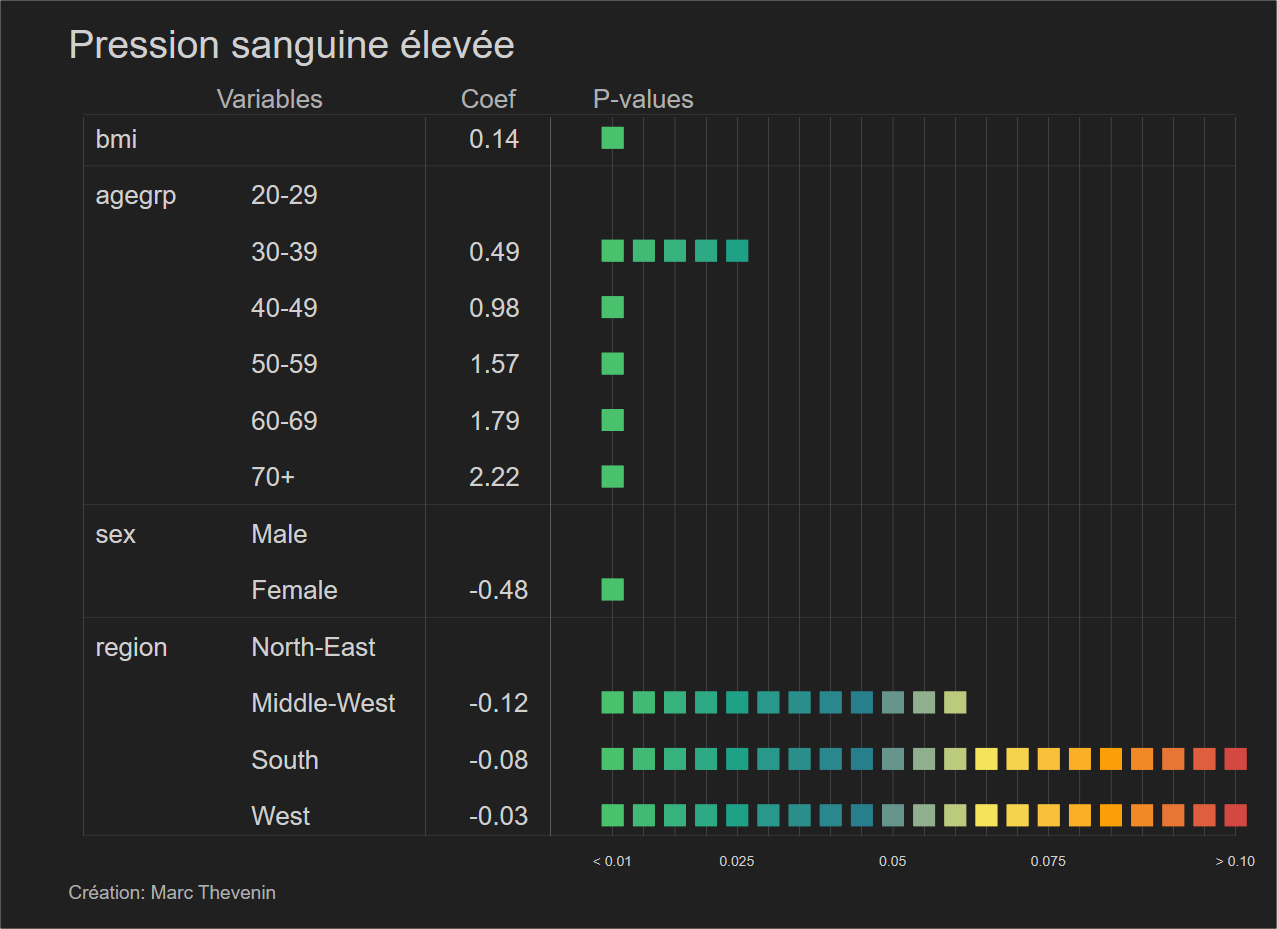 Pression sanguine élevée
Variables Coef P-values
bmi 0.14
agegrp 20-29
30-39 0.49
40-49 0.98
50-59 1.57
60-69 1.79
70+ 2.22
sex Male
Female -0.48
region North-East
Middle-West -0.12
South -0.08
West -0.03
< 0.01 0.025 0.05 0.075 > 0.10
Création: Marc Thevenin